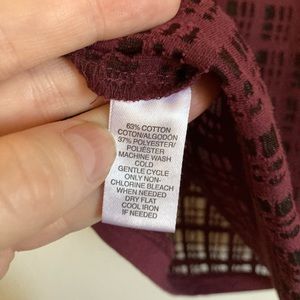 63% COTTON
COTON/ALGODÓN
37% POLYESTER/
POLIÉSTER
MACHINE WASH
COLD
GENTLE CYCLE
ONLY NON-
CHLORINE BLEACH
WHEN NEEDED
DRY FLAT
COOL IRON
IF NEEDED